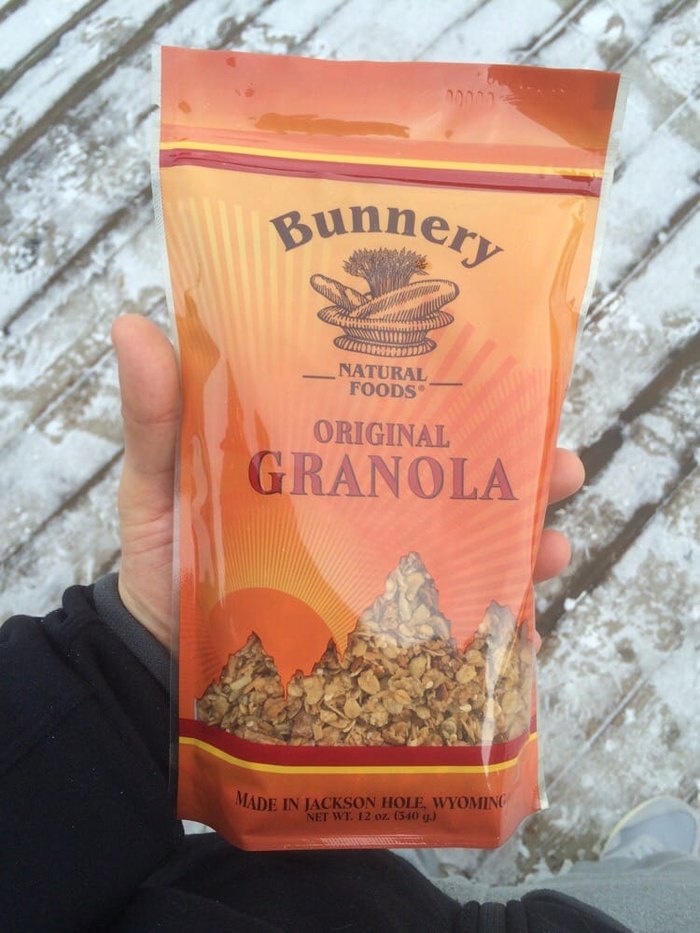 Bunnery
NATURAL
FOODS®
ORIGINAL
GRANOLA
MADE IN JACKSON HOLE, WYOMING
NET WT. 12 oz. (340 g.)